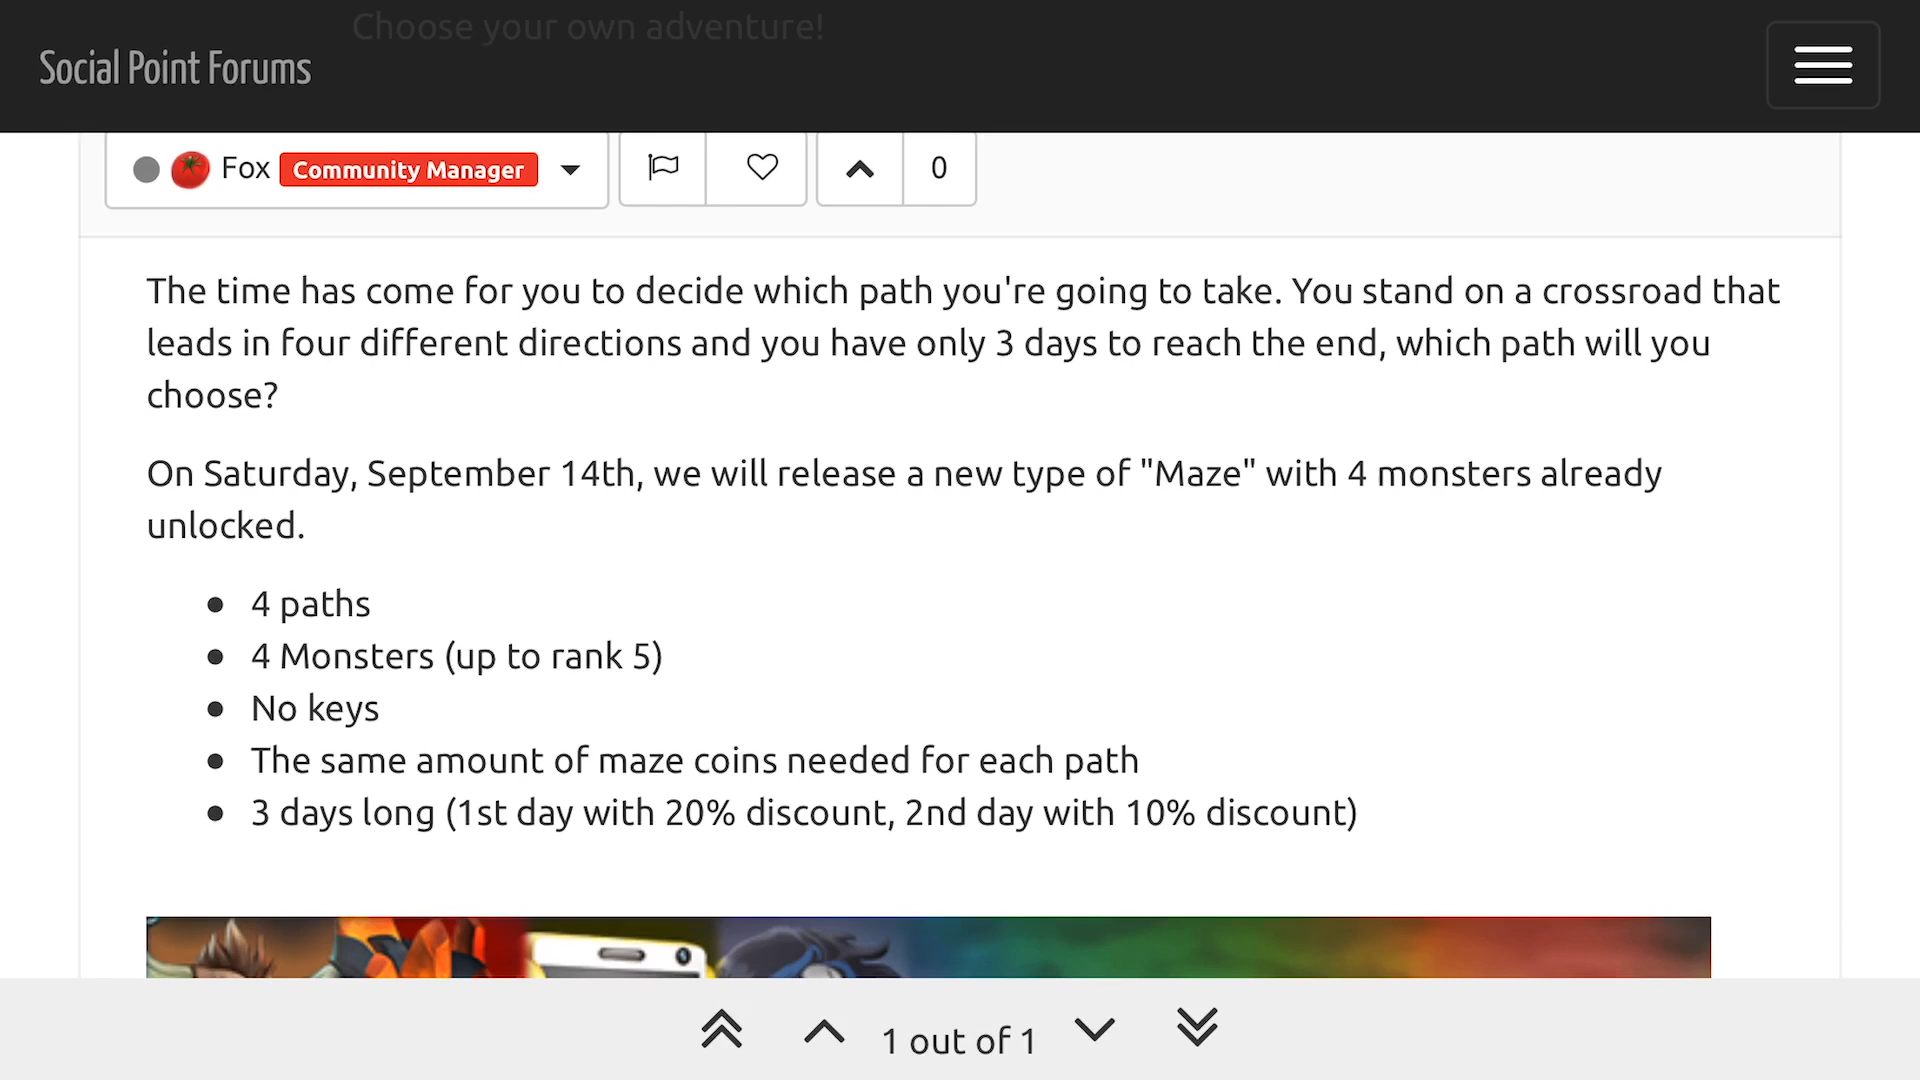 Choose your own adventure!
Social Point Forums
Fox Community Manager 0
The time has come for you to decide which path you're going to take. You stand on a crossroad that
leads in four different directions and you have only 3 days to reach the end, which path will you
choose?
On Saturday, September 14th, we will release a new type of "Maze" with 4 monsters already
unlocked.
• 4 paths
• 4 Monsters (up to rank 5)
• No keys
• The same amount of maze coins needed for each path
• 3 days long (1st day with 20% discount, 2nd day with 10% discount)
1 out of 1